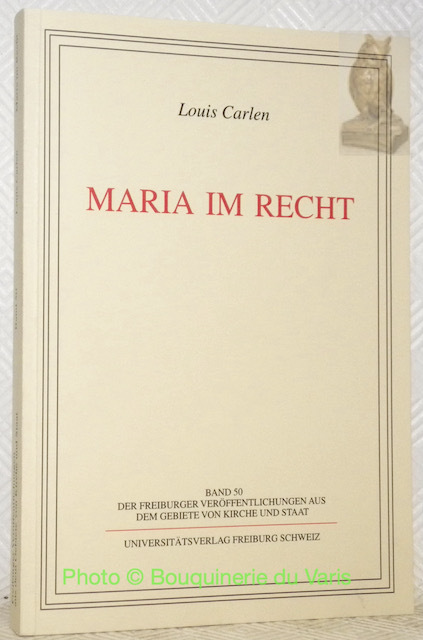 Louis Carlen
MARIA IM RECHT
BAND 50
DER FREIBURGER VERÖFFENTLICHUNGEN AUS
DEM GEBIETE VON KIRCHE UND STAAT
UNIVERSITÄTSVERLAG FREIBURG SCHWEIZ
Photo © Bouquinerie du Varis